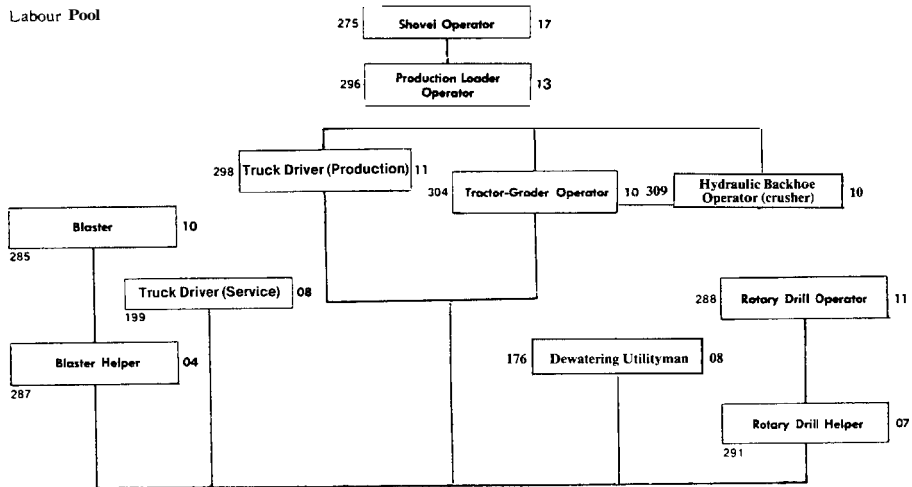 Labour Pool
275 Shovel Operator 17
296 Production Loader Operator 13
298 Truck Driver (Production) 11
304 Tractor-Grader Operator 10
309 Hydraulic Backhoe Operator (crusher) 10
Blaster 10
285
Truck Driver (Service) 08
199
288 Rotary Drill Operator 11
Blaster Helper 04
287
176 Dewatering Utilityman 08
Rotary Drill Helper 07
291